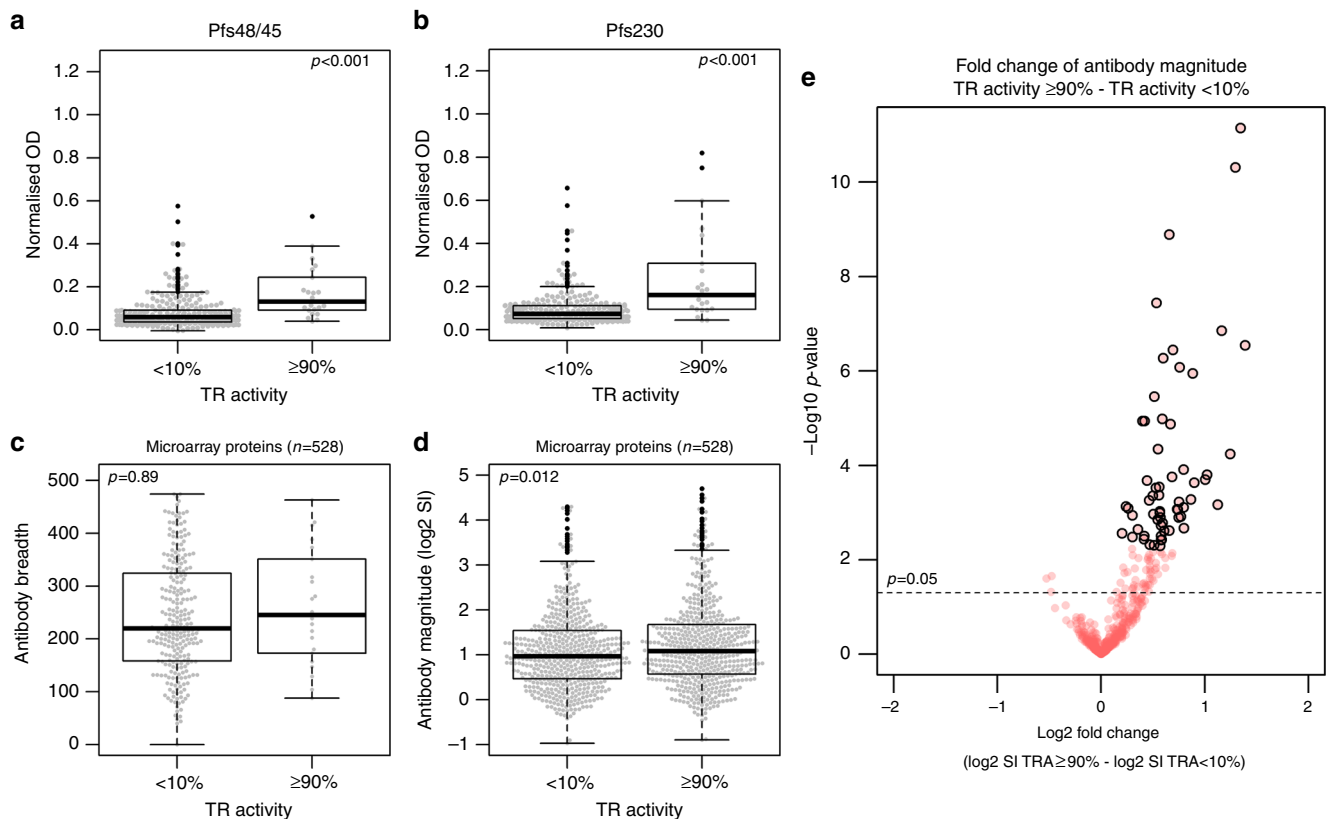 a
Pfs48/45
p<0.001
1.2
1.0
0.8
0.6
0.4
0.2
0.0
Normalised OD
<10%
≥90%
TR activity
b
Pfs230
p<0.001
1.2
1.0
0.8
0.6
0.4
0.2
0.0
Normalised OD
<10%
≥90%
TR activity
c
Microarray proteins (n=528)
p=0.89
500
400
300
200
100
0
Antibody breadth
<10%
≥90%
TR activity
d
Microarray proteins (n=528)
p=0.012
5
4
3
2
1
0
−1
Antibody magnitude (log2 SI)
<10%
≥90%
TR activity
e
Fold change of antibody magnitude
TR activity ≥90% - TR activity <10%
10
8
6
4
2
0
−Log10 p-value
p=0.05
−2
−1
0
1
2
Log2 fold change
(log2 SI TRA≥90% - log2 SI TRA<10%)